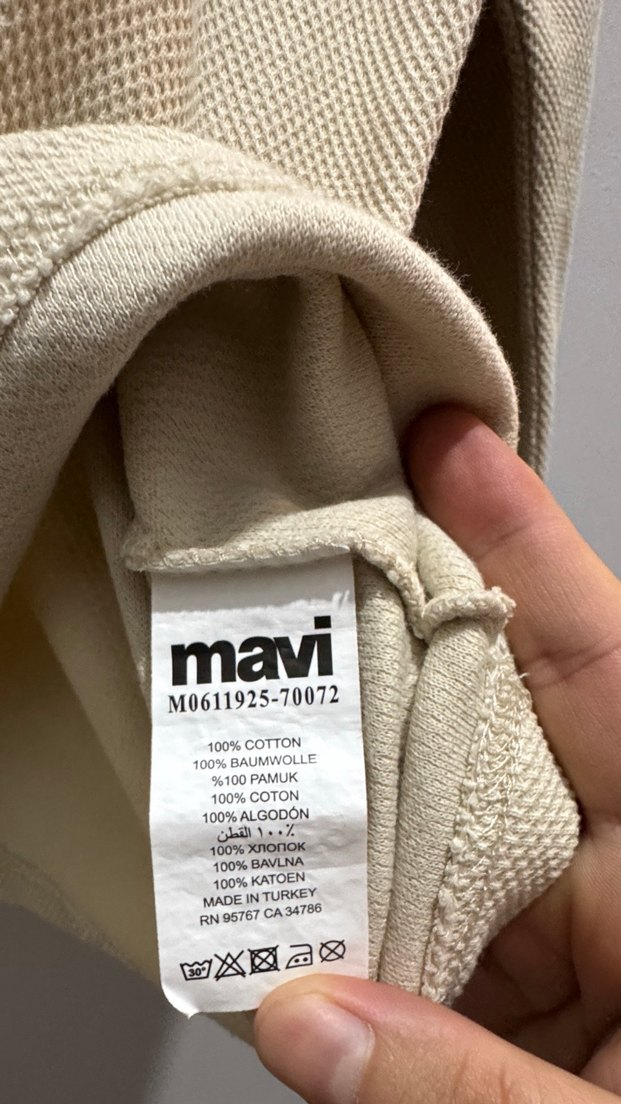 mavi
M0611925-70072
100% COTTON
100% BAUMWOLLE
%100 PAMUK
100% COTON
100% ALGODÓN
٪١٠٠ القطن
100% ХЛОПОК
100% BAVLNA
100% KATOEN
MADE IN TURKEY
RN 95767 CA 34786
30°